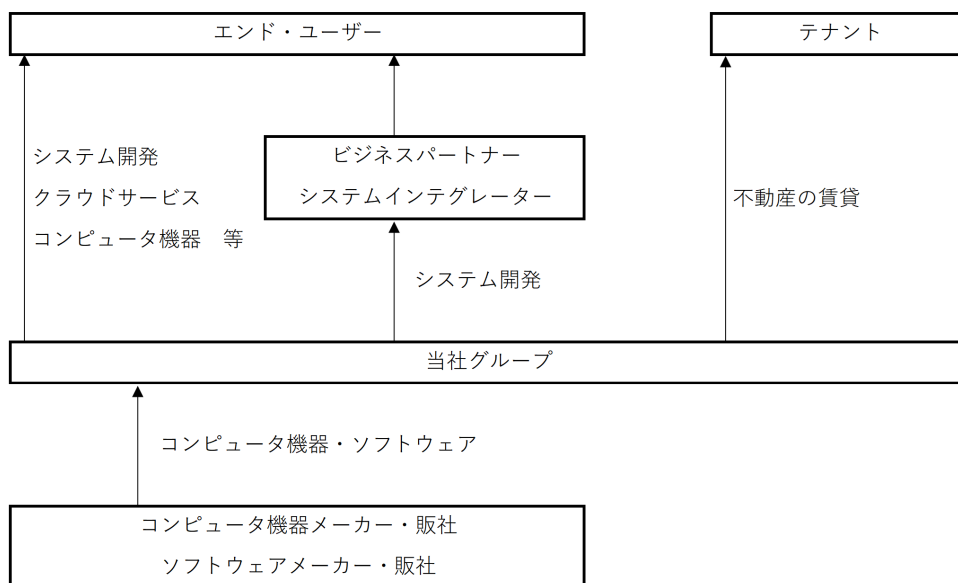 エンド・ユーザー
テナント
システム開発
クラウドサービス
コンピュータ機器　等
ビジネスパートナー
システムインテグレーター
不動産の賃貸
システム開発
当社グループ
コンピュータ機器・ソフトウェア
コンピュータ機器メーカー・販社
ソフトウェアメーカー・販社